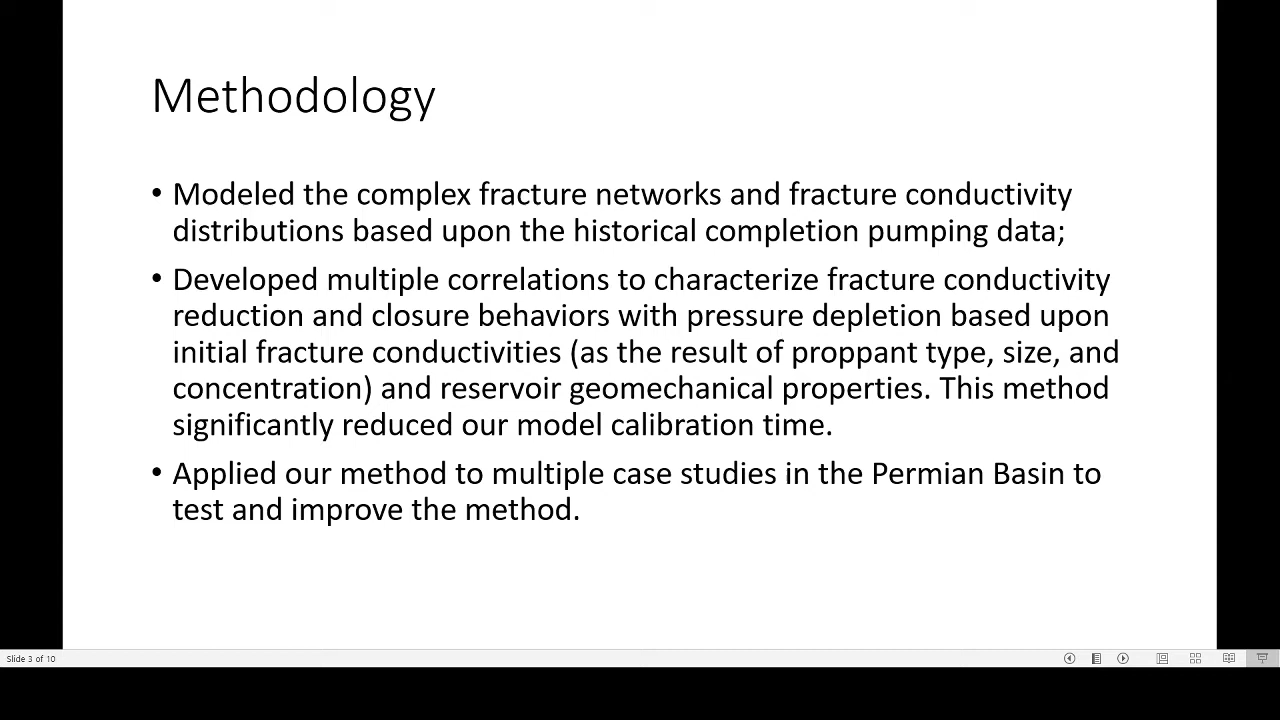 Methodology
• Modeled the complex fracture networks and fracture conductivity
distributions based upon the historical completion pumping data;
• Developed multiple correlations to characterize fracture conductivity
reduction and closure behaviors with pressure depletion based upon
initial fracture conductivities (as the result of proppant type, size, and
concentration) and reservoir geomechanical properties. This method
significantly reduced our model calibration time.
• Applied our method to multiple case studies in the Permian Basin to
test and improve the method.
Slide 3 of 10